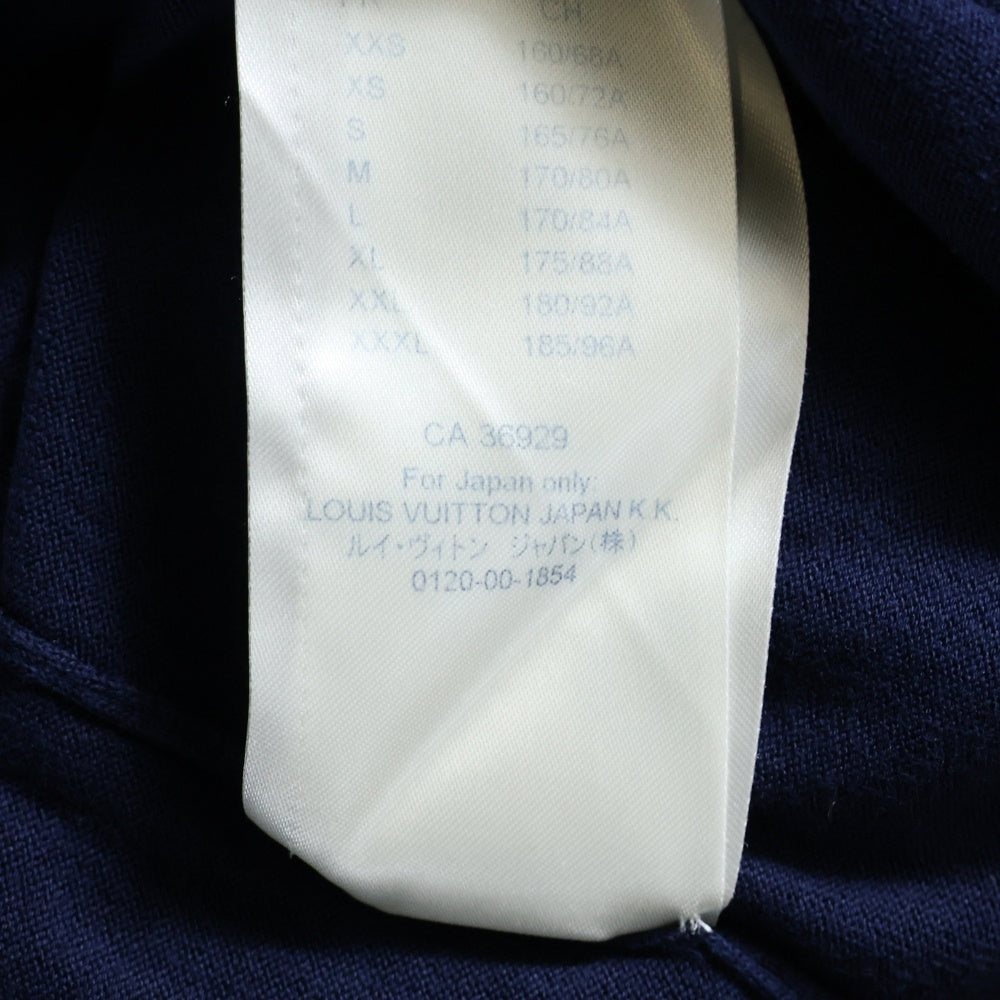 FR CH
XXS 160/68A
XS 160/72A
S 165/76A
M 170/80A
L 170/84A
XL 175/88A
XXL 180/92A
XXXL 185/96A
CA 36929
For Japan only:
LOUIS VUITTON JAPAN K.K.
ルイ・ヴィトン ジャパン(株)
0120-00-1854